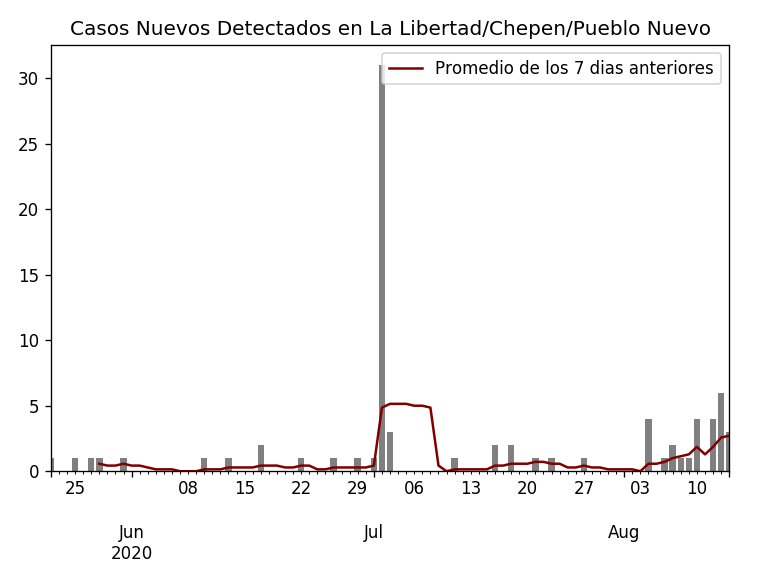 Casos Nuevos Detectados en La Libertad/Chepen/Pueblo Nuevo
Promedio de los 7 dias anteriores
30
25
20
15
10
5
0
25 08 15 22 29 06 13 20 27 03 10
Jun Jul Aug
2020